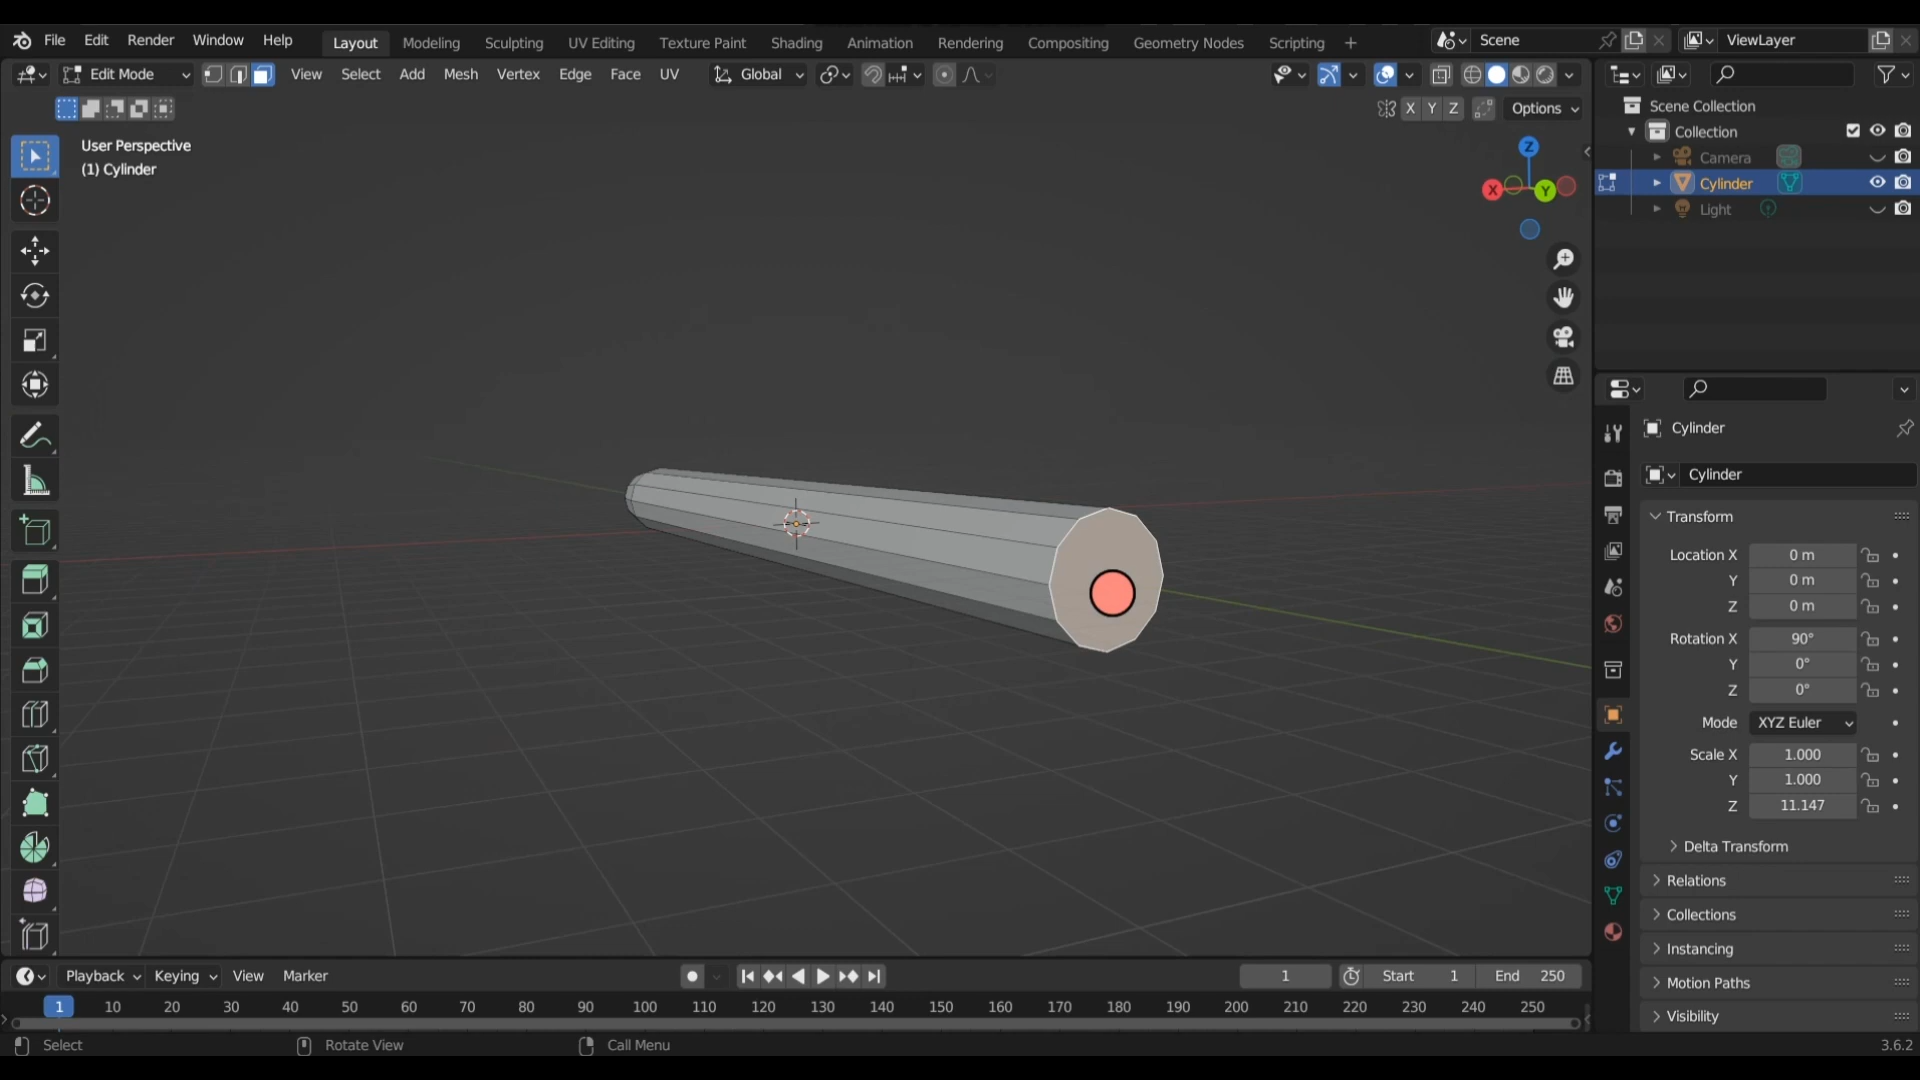 File Edit Render Window Help Layout Modeling Sculpting UV Editing Texture Paint Shading Animation Rendering Compositing Geometry Nodes Scripting + Scene ViewLayer
Edit Mode View Select Add Mesh Vertex Edge Face UV Global
X Y Z Options
User Perspective
(1) Cylinder
Z
X Y
Scene Collection
Collection
Camera
Cylinder
Light
Cylinder
Cylinder
Transform
Location X 0 m
Y 0 m
Z 0 m
Rotation X 90°
Y 0°
Z 0°
Mode XYZ Euler
Scale X 1.000
Y 1.000
Z 11.147
Delta Transform
Relations
Collections
Instancing
Motion Paths
Visibility
Playback Keying View Marker 1 Start 1 End 250
1 10 20 30 40 50 60 70 80 90 100 110 120 130 140 150 160 170 180 190 200 210 220 230 240 250
Select Rotate View Call Menu 3.6.2